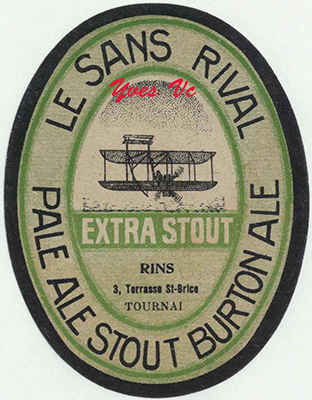 LE SANS RIVAL
Yves Vc
EXTRA STOUT
RINS
3, Terrasse St-Brice
TOURNAI
PALE ALE STOUT BURTON ALE